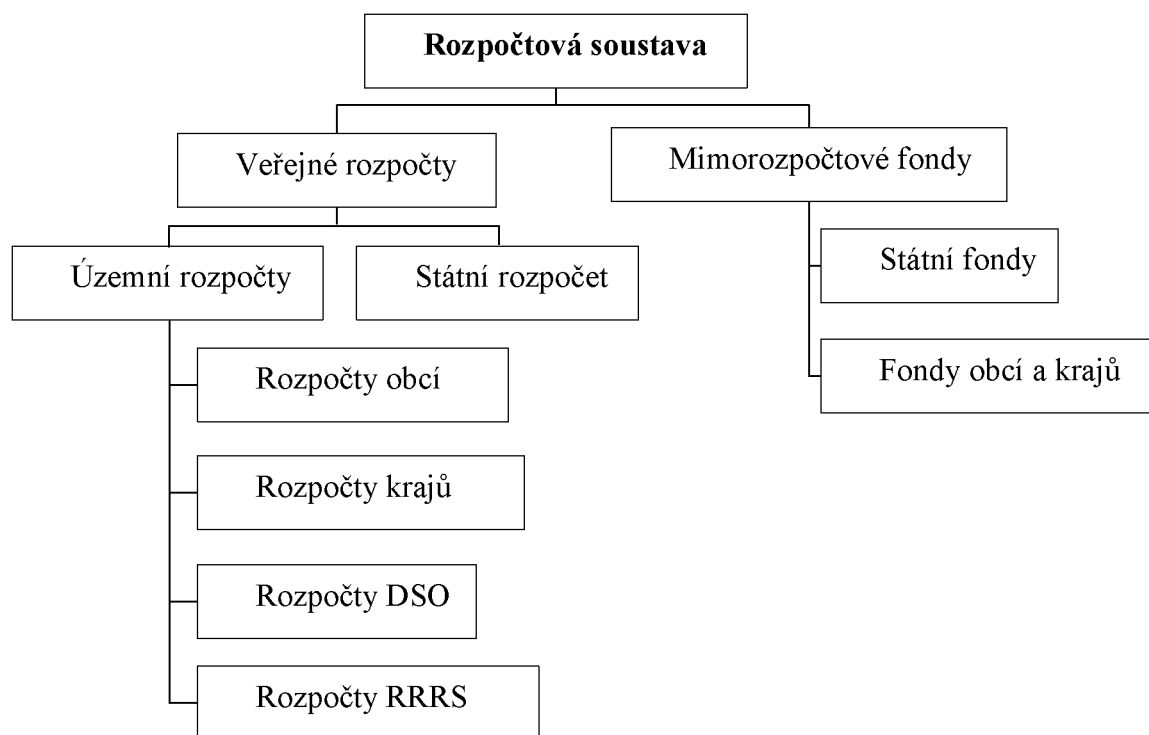 Rozpočtová soustava
Veřejné rozpočty
Mimorozpočtové fondy
Územní rozpočty
Státní rozpočet
Státní fondy
Fondy obcí a krajů
Rozpočty obcí
Rozpočty krajů
Rozpočty DSO
Rozpočty RRRS